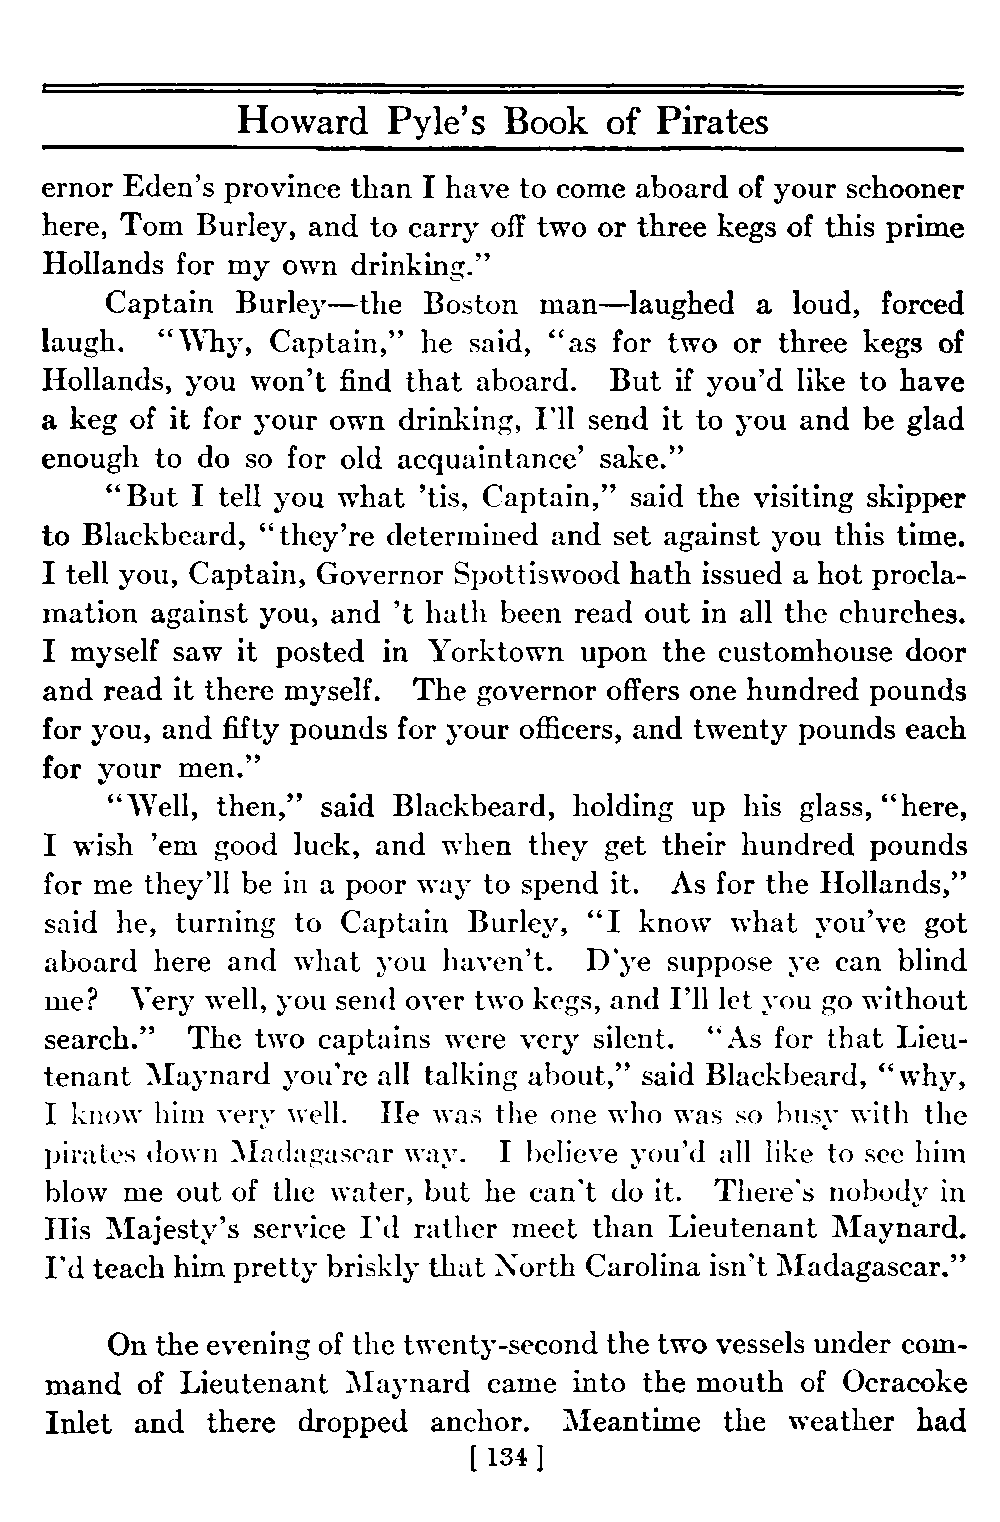 Howard Pyle's Book of Pirates
ernor Eden's province than I have to come aboard of your schooner
here, Tom Burley, and to carry off two or three kegs of this prime
Hollands for my own drinking."
Captain Burley—the Boston man—laughed a loud, forced
laugh. "Why, Captain," he said, "as for two or three kegs of
Hollands, you won't find that aboard. But if you'd like to have
a keg of it for your own drinking, I'll send it to you and be glad
enough to do so for old acquaintance' sake."
"But I tell you what 'tis, Captain," said the visiting skipper
to Blackbeard, "they're determined and set against you this time.
I tell you, Captain, Governor Spottiswood hath issued a hot procla-
mation against you, and 't hath been read out in all the churches.
I myself saw it posted in Yorktown upon the customhouse door
and read it there myself. The governor offers one hundred pounds
for you, and fifty pounds for your officers, and twenty pounds each
for your men."
"Well, then," said Blackbeard, holding up his glass, "here,
I wish 'em good luck, and when they get their hundred pounds
for me they'll be in a poor way to spend it. As for the Hollands,"
said he, turning to Captain Burley, "I know what you've got
aboard here and what you haven't. D'ye suppose ye can blind
me? Very well, you send over two kegs, and I'll let you go without
search." The two captains were very silent. "As for that Lieu-
tenant Maynard you're all talking about," said Blackbeard, "why,
I know him very well. He was the one who was so busy with the
pirates down Madagascar way. I believe you'd all like to see him
blow me out of the water, but he can't do it. There's nobody in
His Majesty's service I'd rather meet than Lieutenant Maynard.
I'd teach him pretty briskly that North Carolina isn't Madagascar."
On the evening of the twenty-second the two vessels under com-
mand of Lieutenant Maynard came into the mouth of Ocracoke
Inlet and there dropped anchor. Meantime the weather had
[ 134 ]